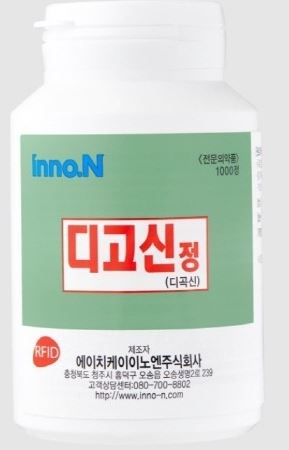 inno.N
<전문의약품>
1000정
디고신정
(디곡신)
RFID
제조자
에이치케이이노엔주식회사
충청북도 청주시 흥덕구 오송읍 오송생명2로 239
고객상담센터:080-700-8802
http://www.inno-n.com